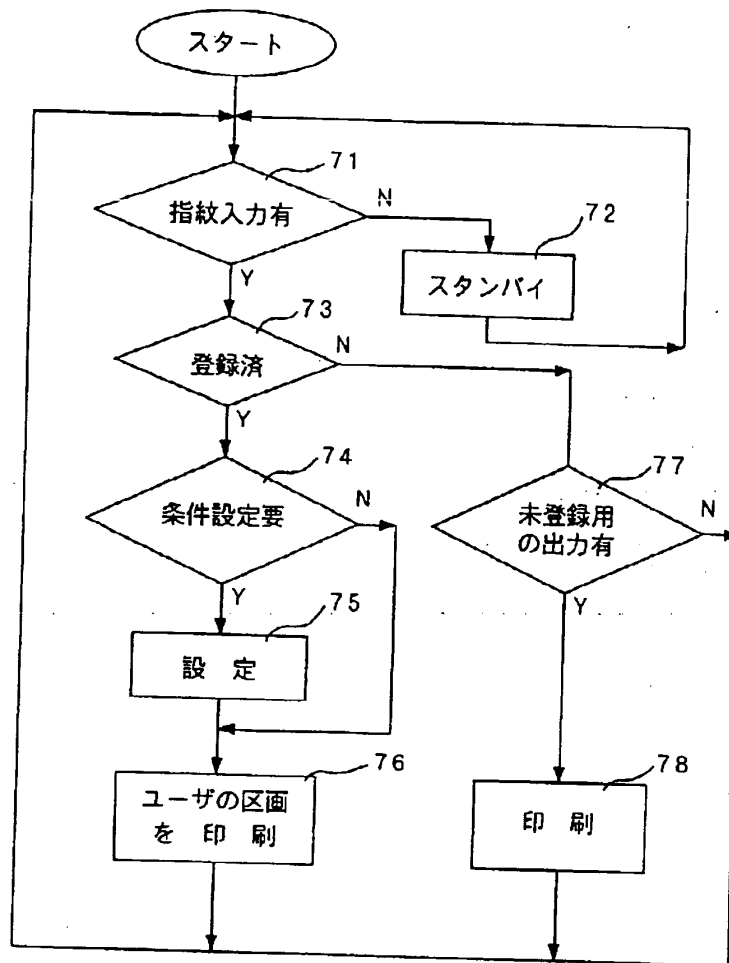 スタート
71
指紋入力有
N
72
スタンバイ
Y
73
登録済
N
Y
74
条件設定要
N
77
未登録用
の出力有
N
Y
75
設 定
Y
76
ユーザの区画
を 印 刷
78
印 刷